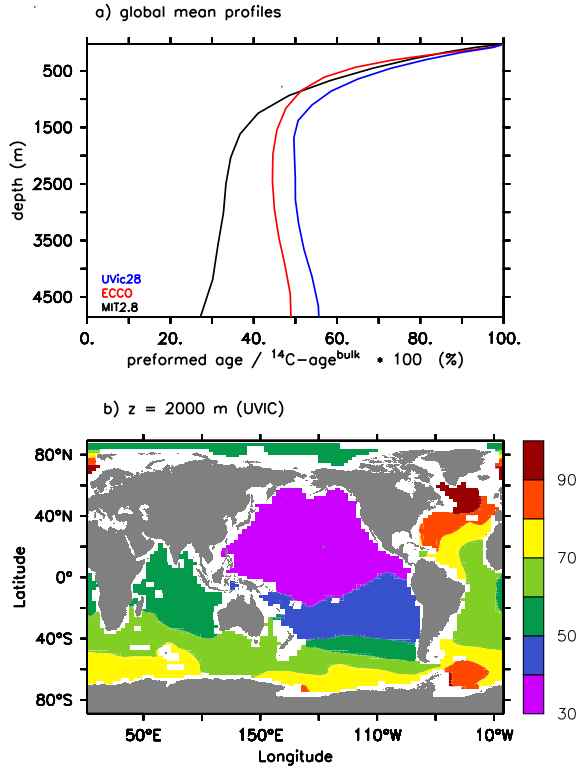 a) global mean profiles
500
1500
2500
3500
4500
depth (m)
UVic28
ECCO
MIT2.8
0. 20. 40. 60. 80. 100.
preformed age / ¹⁴C-ageᵇᵘˡᵏ * 100 (%)
b) z = 2000 m (UVIC)
80°N
40°N
0°
40°S
80°S
Latitude
50°E 150°E 110°W 10°W
Longitude
90
70
50
30